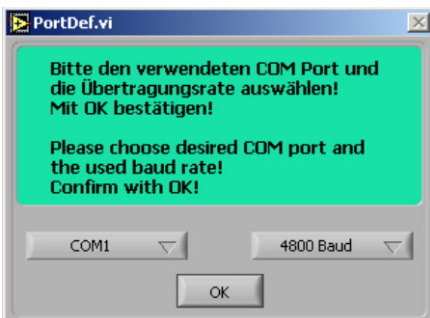 PortDef.vi
Bitte den verwendeten COM Port und
die Übertragungsrate auswählen!
Mit OK bestätigen!
Please choose desired COM port and
the used baud rate!
Confirm with OK!
COM1
4800 Baud
OK